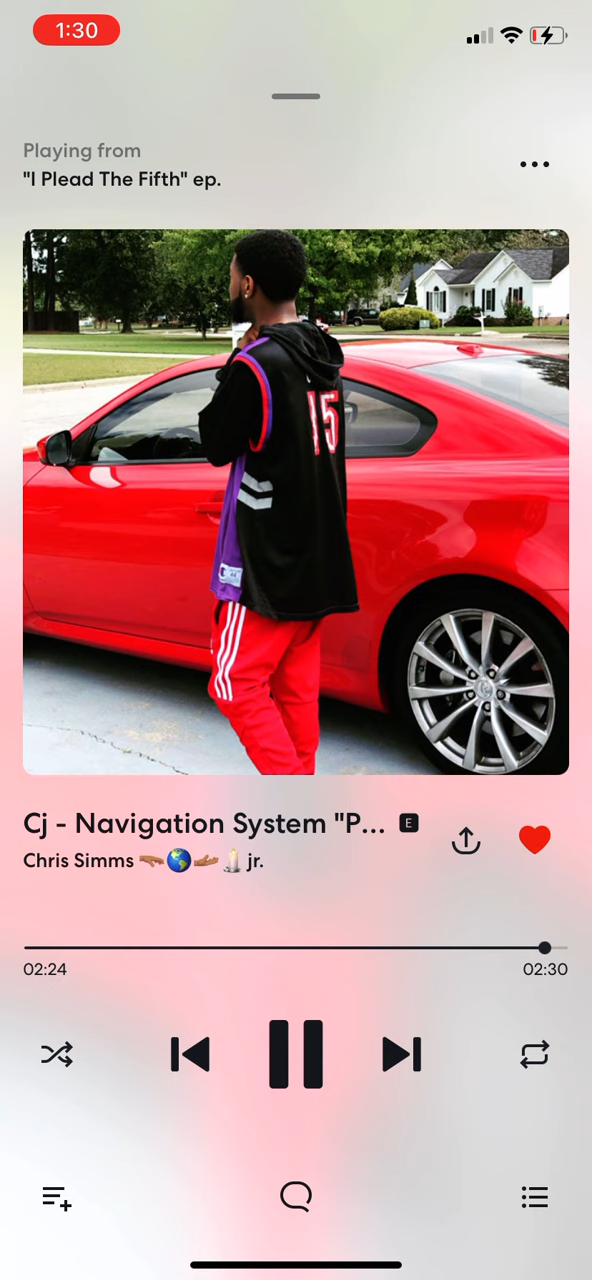 1:30
Playing from
"I Plead The Fifth" ep.
15
Cj - Navigation System "P... E
Chris Simms 🫳🏽🌎🫴🏽🕯️jr.
02:24
02:30